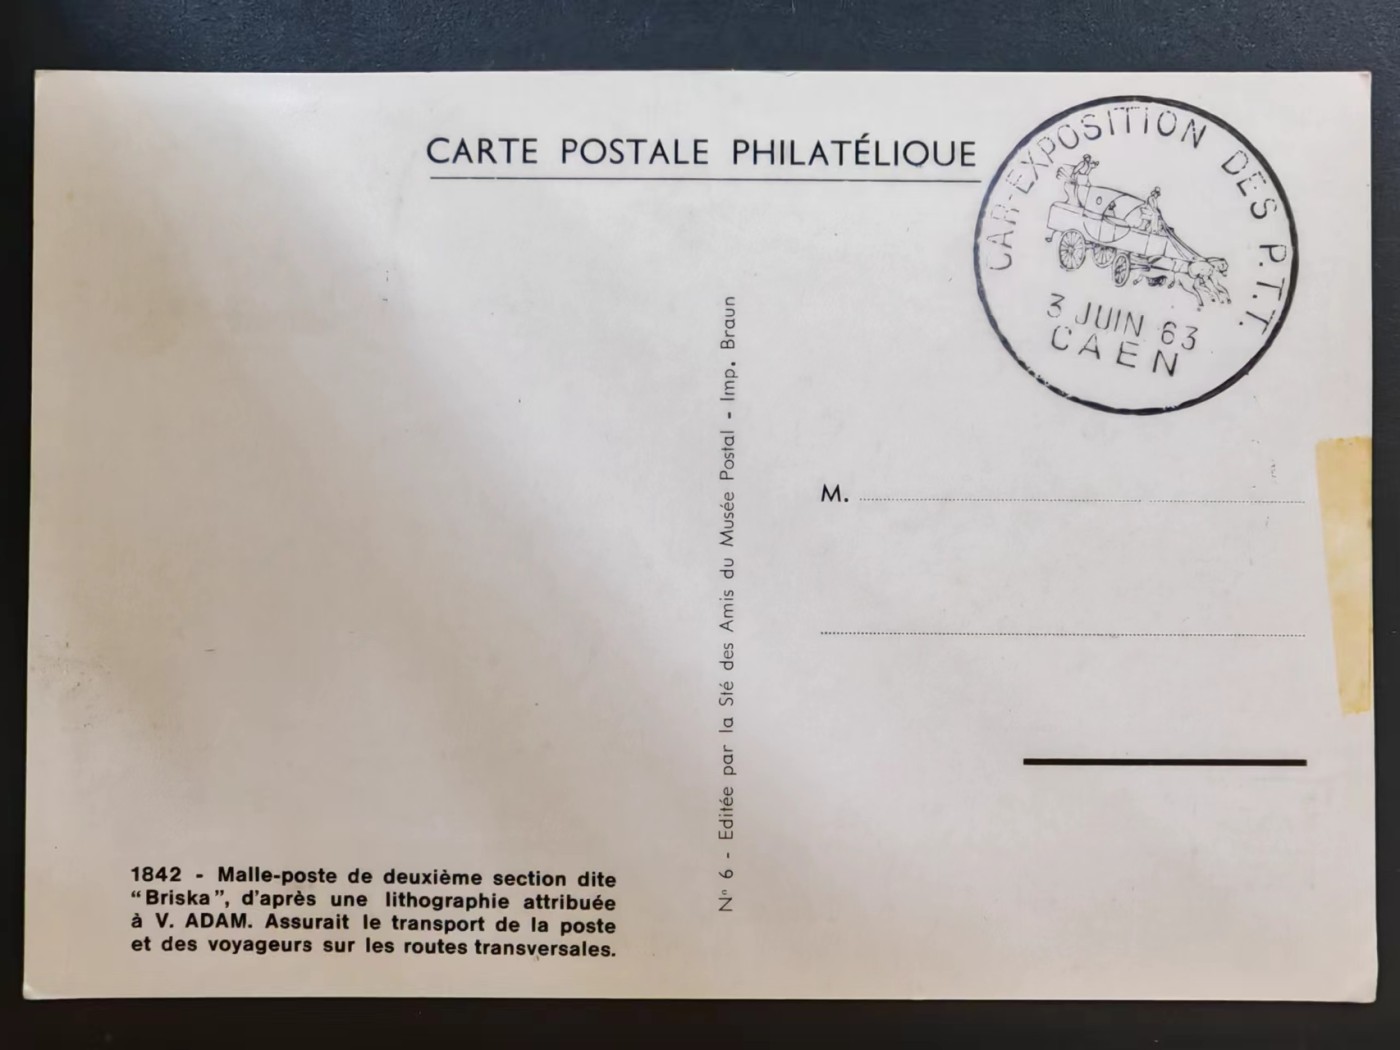 CARTE POSTALE PHILATÉLIQUE
CAR-EXPOSITION DES P.T.T.
3 JUIN 63
CAEN
N° 6 - Editée par la Sté des Amis du Musée Postal - Imp. Braun
M.
1842 - Malle-poste de deuxième section dite
“Briska”, d'après une lithographie attribuée
à V. ADAM. Assurait le transport de la poste
et des voyageurs sur les routes transversales.